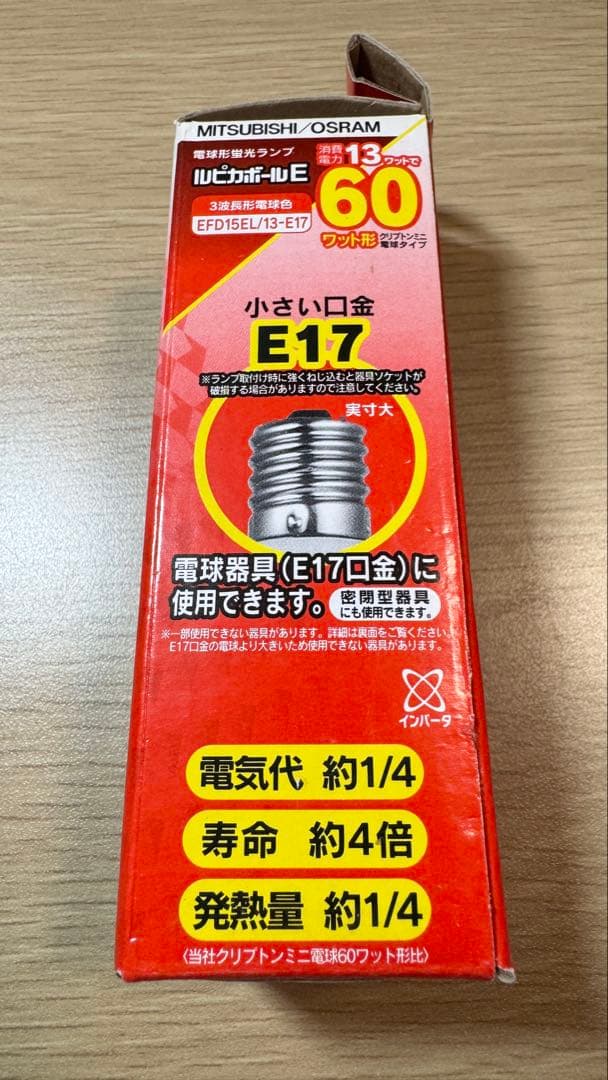 MITSUBISHI/OSRAM
電球形蛍光ランプ
ルピカボールE
3波長形電球色
EFD15EL/13-E17
消費電力13ワットで
60
ワット形 クリプトンミニ電球タイプ
小さい口金
E17
※ランプ取付け時に強くねじ込むと器具ソケットが
破損する場合がありますので注意してください。
実寸大
電球器具(E17口金)に
使用できます。
密閉型器具
にも使用できます。
※一部使用できない器具があります。詳細は裏面をご覧ください。
E17口金の電球より大きいため使用できない器具があります。
インバータ
電気代 約1/4
寿命 約4倍
発熱量 約1/4
〈当社クリプトンミニ電球60ワット形比〉